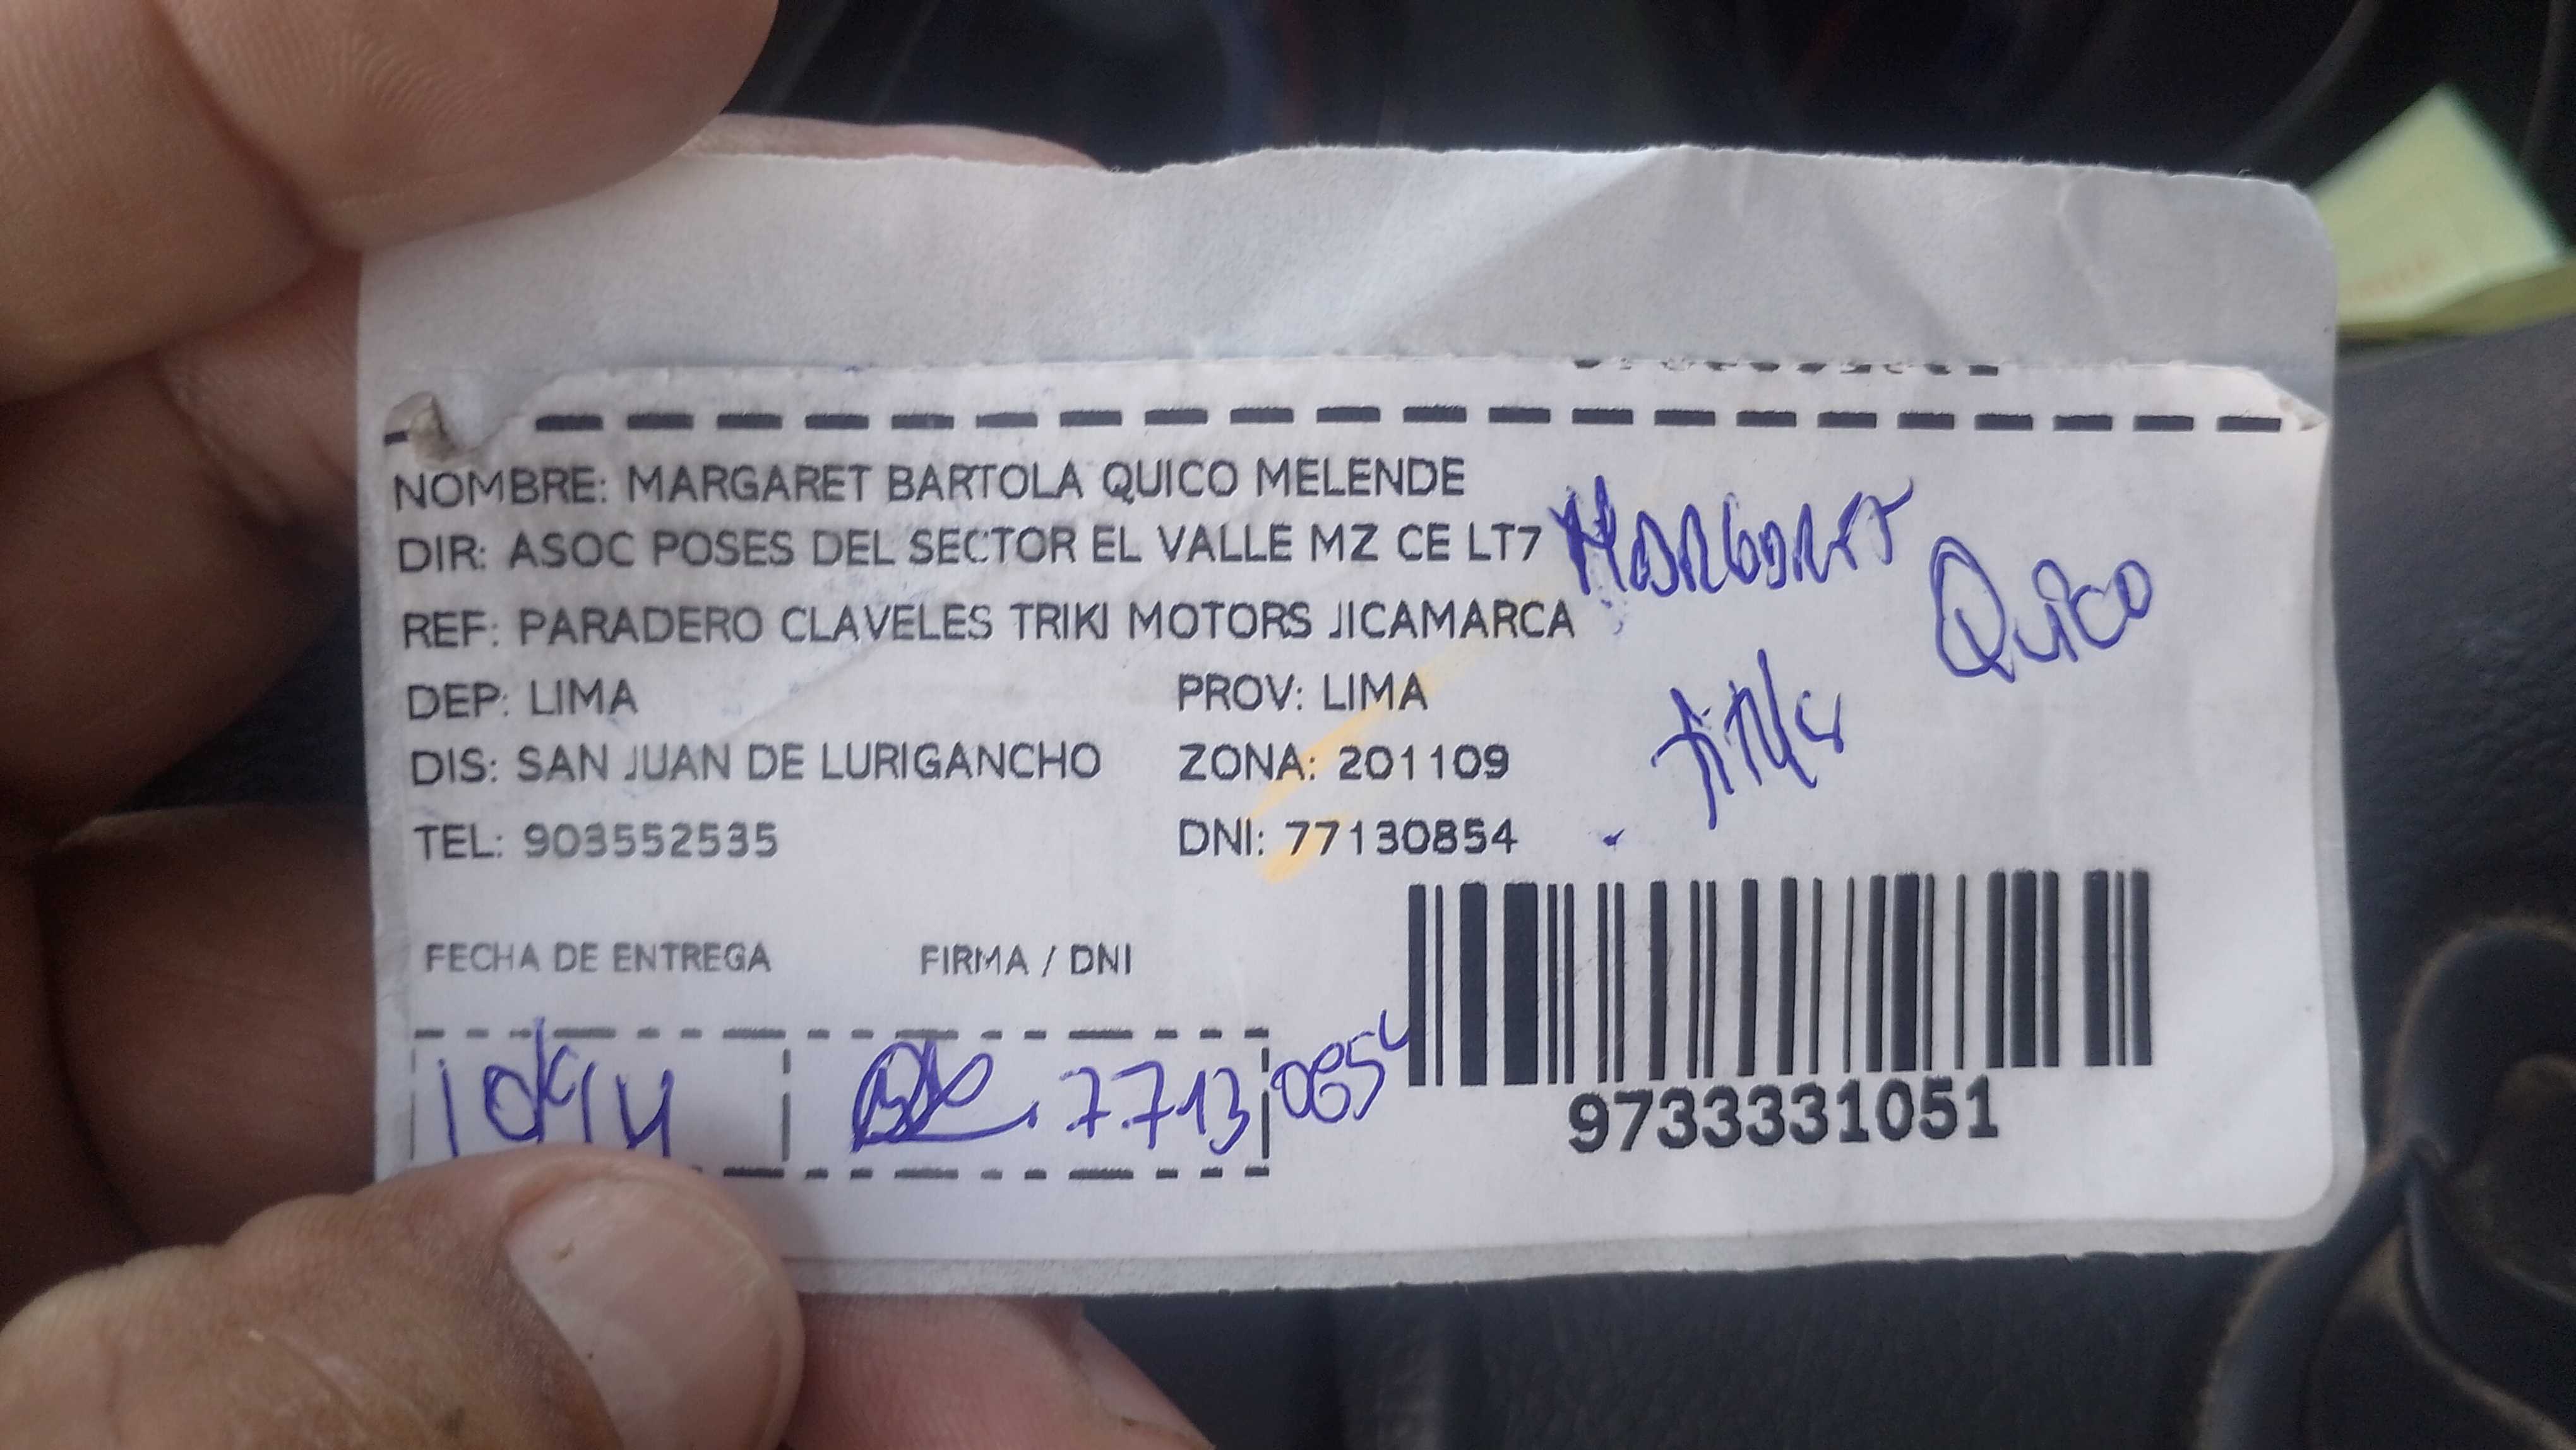 NOMBRE: MARGARET BARTOLA QUICO MELENDE
DIR: ASOC POSES DEL SECTOR EL VALLE MZ CE LT7
REF: PARADERO CLAVELES TRIKI MOTORS JICAMARCA
DEP: LIMA PROV: LIMA
DIS: SAN JUAN DE LURIGANCHO ZONA: 201109
TEL: 903552535 DNI: 77130854
Quico
FECHA DE ENTREGA FIRMA / DNI
77130854
9733331051